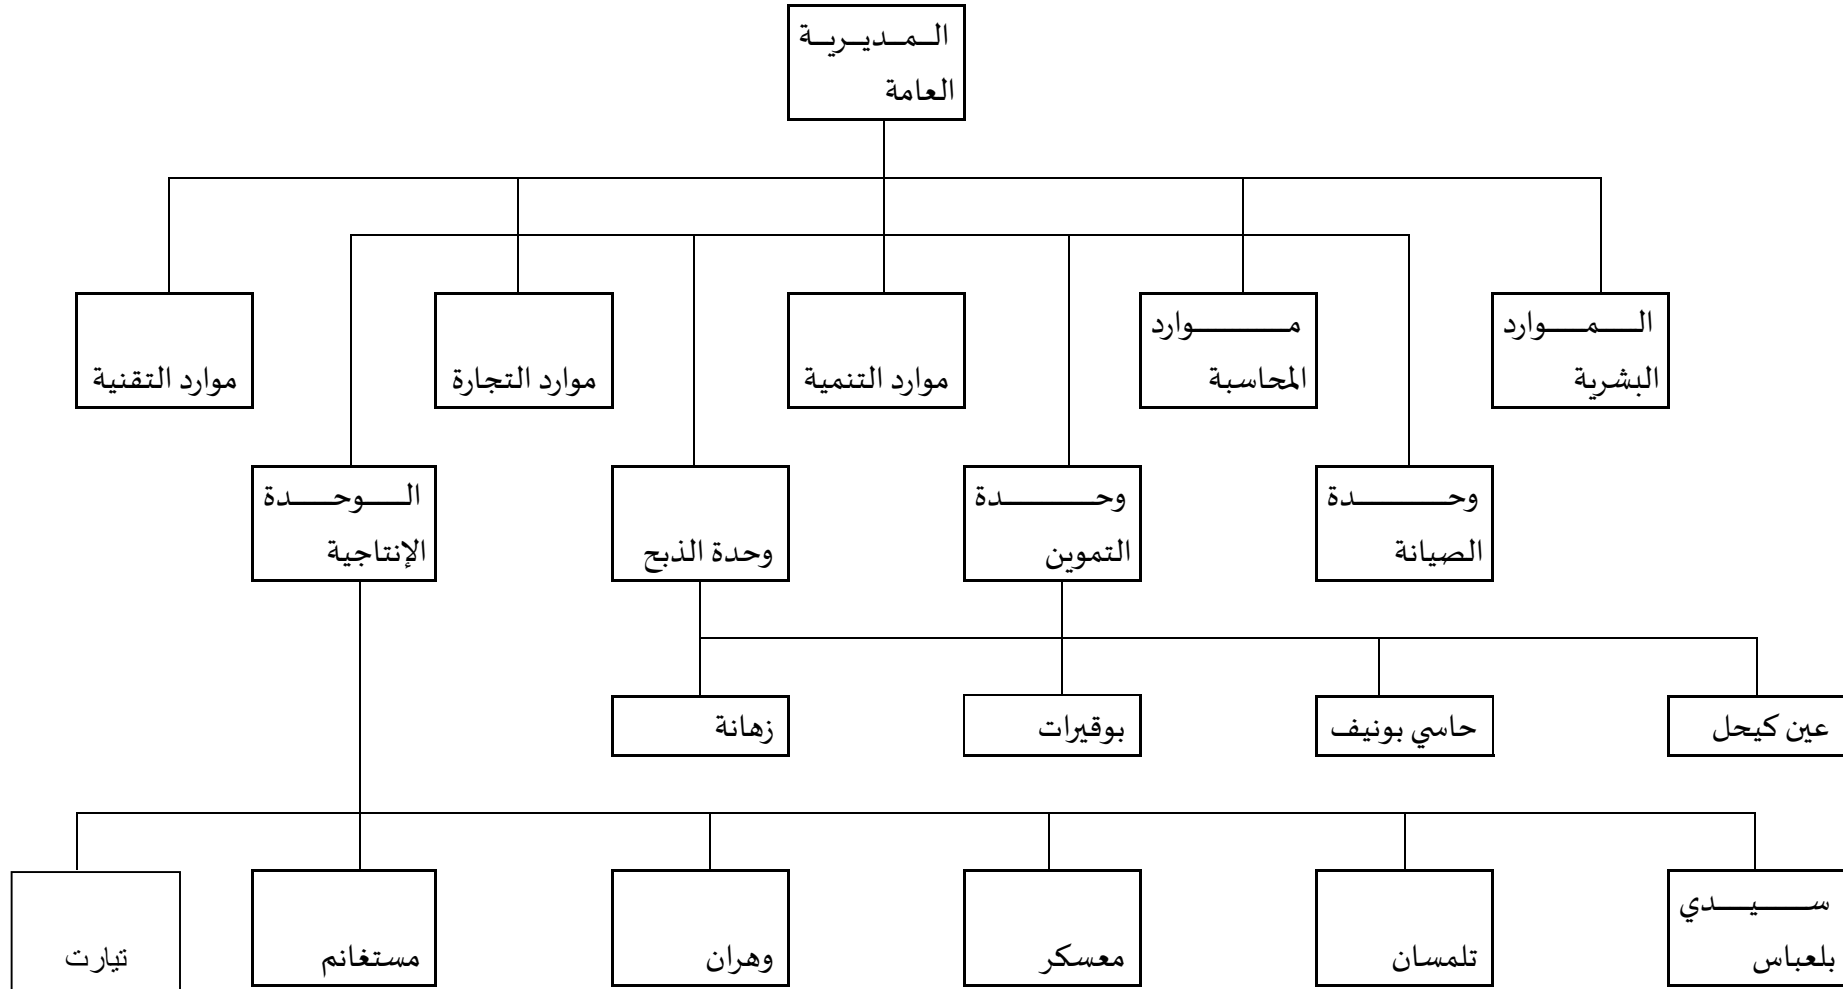 المديرية
العامة
الموارد
البشرية
موارد
المحاسبة
موارد التنمية
موارد التجارة
موارد التقنية
وحدة
الصيانة
وحدة
التموين
وحدة الذبح
الوحدة
الإنتاجية
عين كيحل
حاسي بونيف
بوقيرات
زهانة
سيدي
بلعباس
تلمسان
معسكر
وهران
مستغانم
تيارت